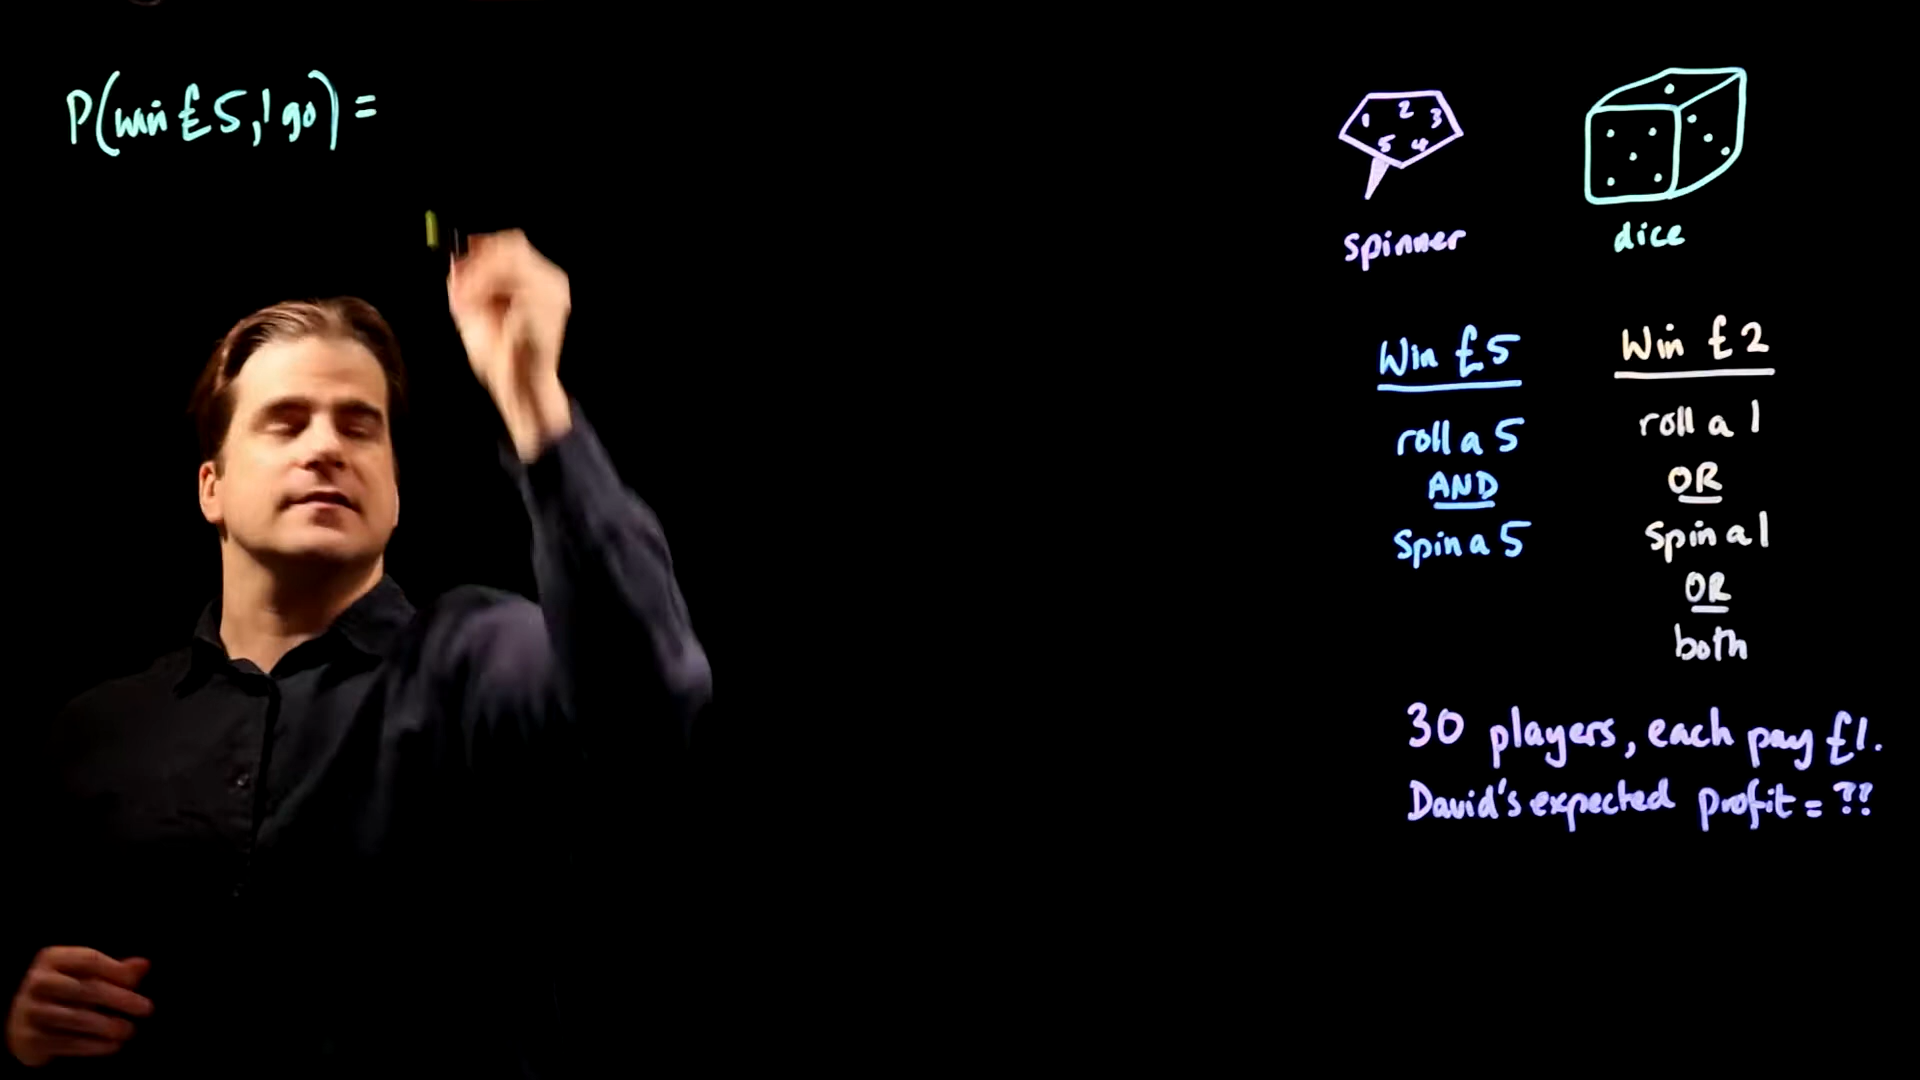 P(win £5, 1 go) =
1 2 3
5 4
spinner
dice
Win £5
roll a 5
AND
Spin a 5
Win £2
roll a 1
OR
Spin a 1
OR
both
30 players, each pay £1.
David's expected profit = ??